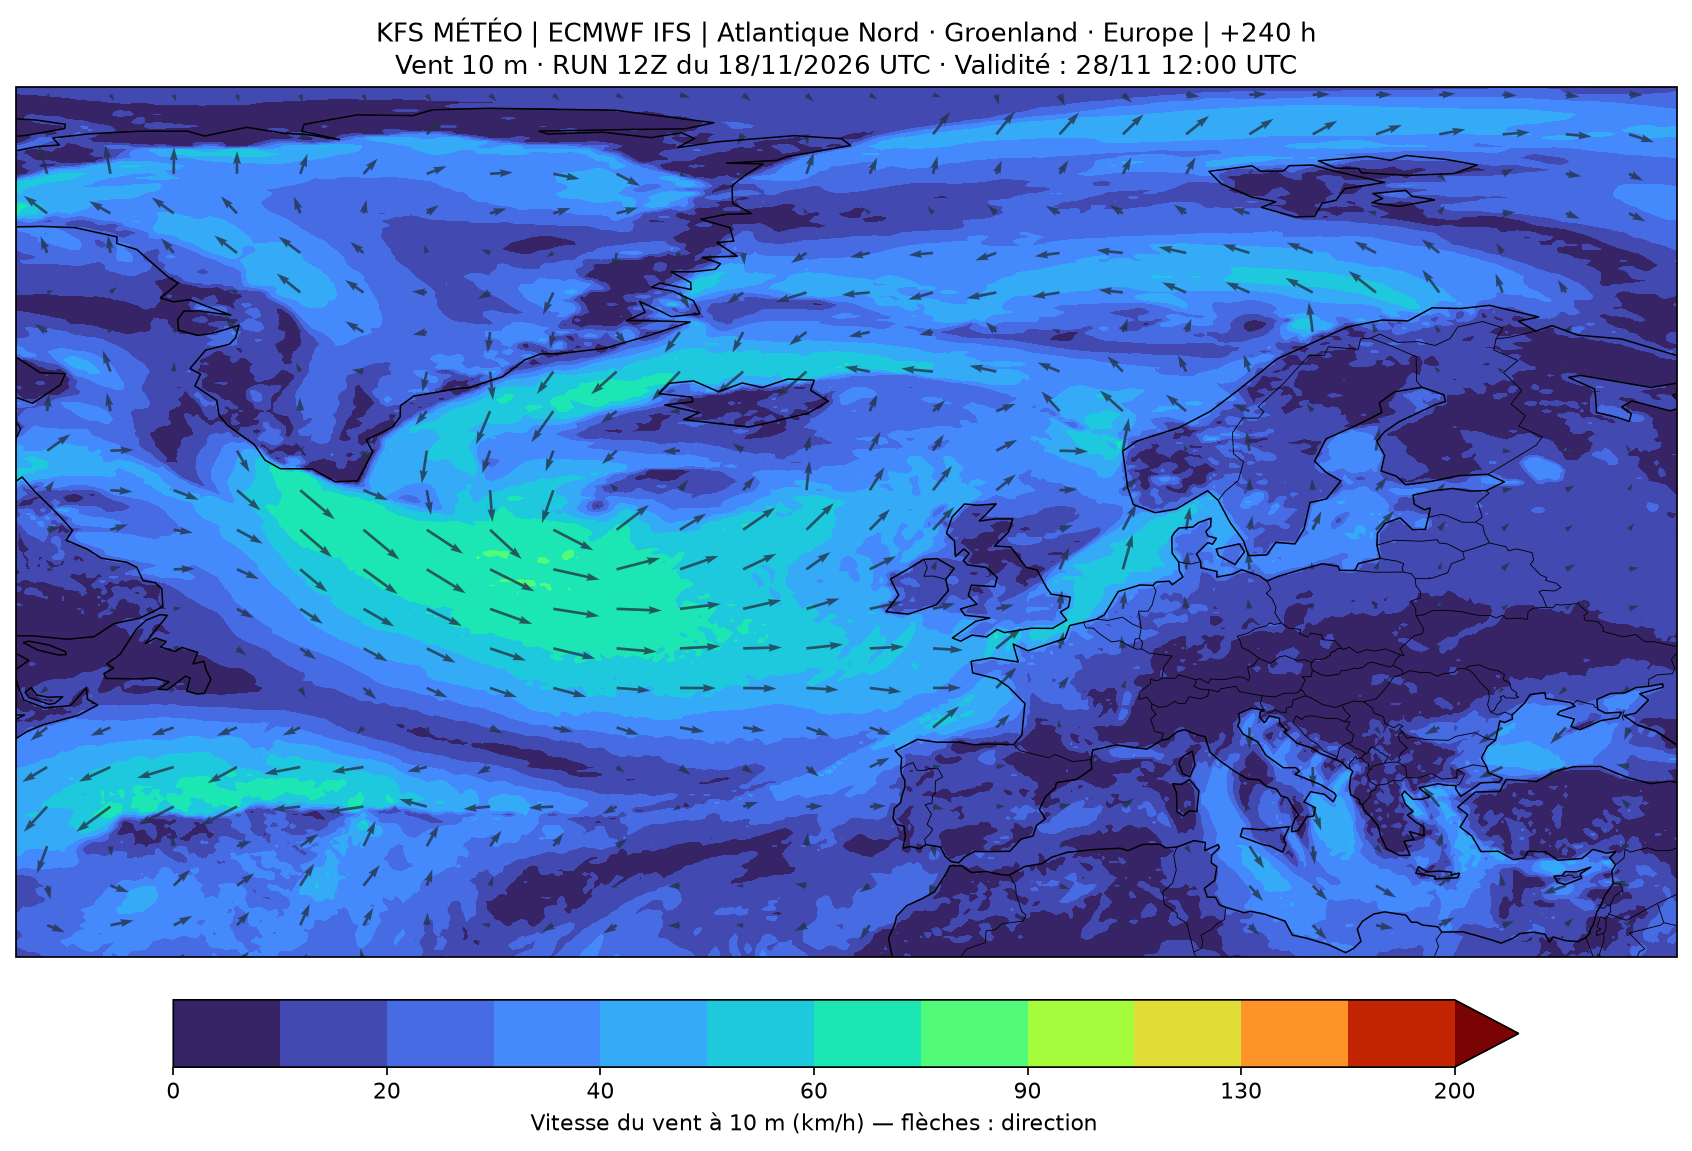 KFS MÉTÉO | ECMWF IFS | Atlantique Nord · Groenland · Europe | +240 h
Vent 10 m · RUN 12Z du 18/11/2026 UTC · Validité : 28/11 12:00 UTC
0 20 40 60 90 130 200
Vitesse du vent à 10 m (km/h) — flèches : direction